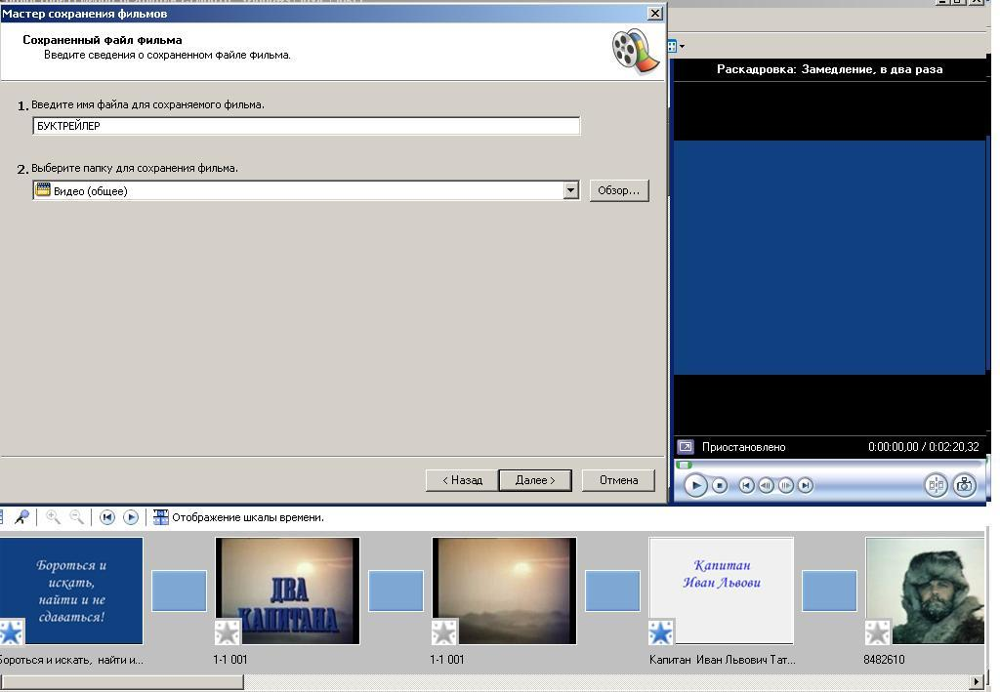 Мастер сохранения фильмов
Сохраненный файл фильма
Введите сведения о сохраненном файле фильма.
1. Введите имя файла для сохраняемого фильма.
БУКТРЕЙЛЕР
2. Выберите папку для сохранения фильма.
Видео (общее)
Обзор...
< Назад
Далее >
Отмена
Раскадровка: Замедление, в два раза
Приостановлено
0:00:00,00 / 0:02:20,32
Отображение шкалы времени.
Бороться и
искать,
найти и не
сдаваться!
ДВА
КАПИТАНА
Капитан
Иван Львови
Бороться и искать, найти и...
1-1 001
1-1 001
Капитан Иван Львович Тат...
8482610